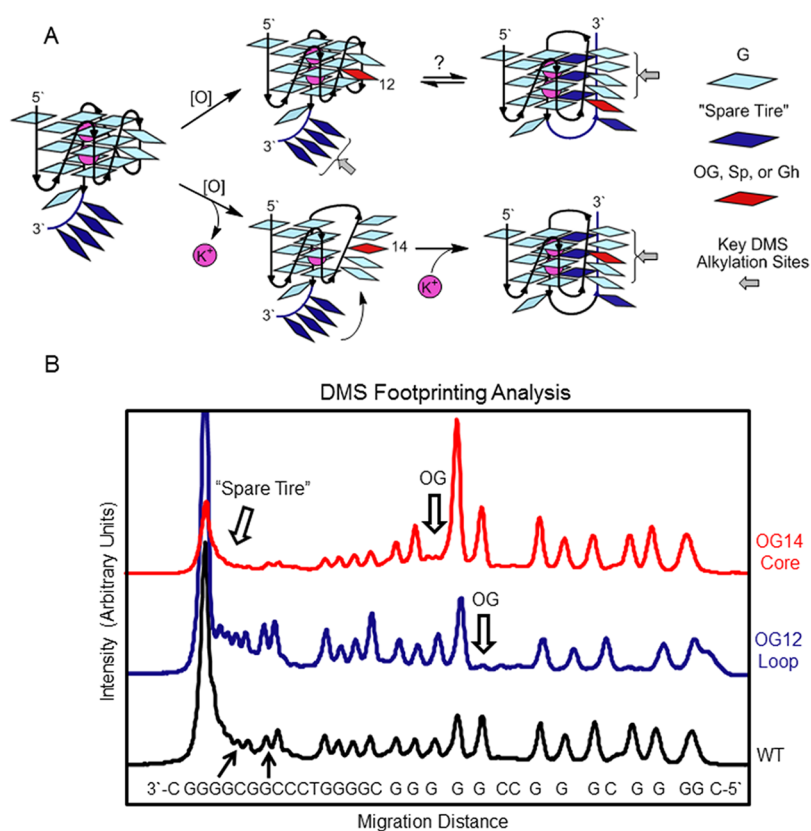 A
5`
5`
3`
G
12
?
[O]
"Spare Tire"
5`
3`
OG, Sp, or Gh
[O]
3`
5`
5`
3`
K+
14
K+
Key DMS
Alkylation Sites
3`
B
DMS Footprinting Analysis
Intensity (Arbitrary Units)
"Spare Tire"
OG
OG14
Core
OG
OG12
Loop
WT
3`-C GGGGCGGCCCTGGGGC G G G G G CC G G GC G G GG C-5`
Migration Distance